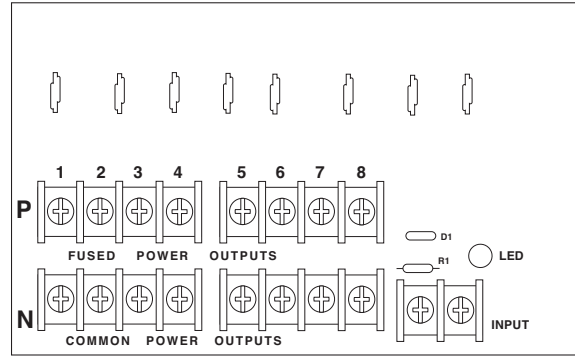 1 2 3 4 5 6 7 8
P
FUSED POWER OUTPUTS
D1
R1
LED
N
COMMON POWER OUTPUTS
INPUT